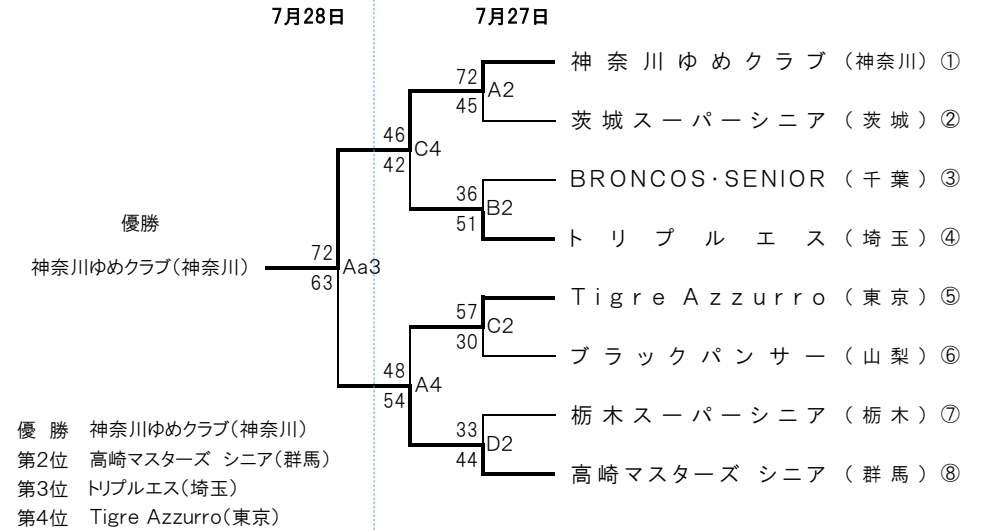 7月28日 7月27日
神奈川ゆめクラブ (神奈川) ①
72 A2
45
茨城スーパーシニア (茨城) ②
46 C4
42
BRONCOS・SENIOR (千葉) ③
36 B2
51
トリプルエス (埼玉) ④
優勝
神奈川ゆめクラブ(神奈川)
72 Aa3
63
Tigre Azzurro (東京) ⑤
57 C2
30
ブラックパンサー (山梨) ⑥
48 A4
54
栃木スーパーシニア (栃木) ⑦
33 D2
44
高崎マスターズ シニア (群馬) ⑧
優 勝 神奈川ゆめクラブ(神奈川)
第2位 高崎マスターズ シニア(群馬)
第3位 トリプルエス(埼玉)
第4位 Tigre Azzurro(東京)